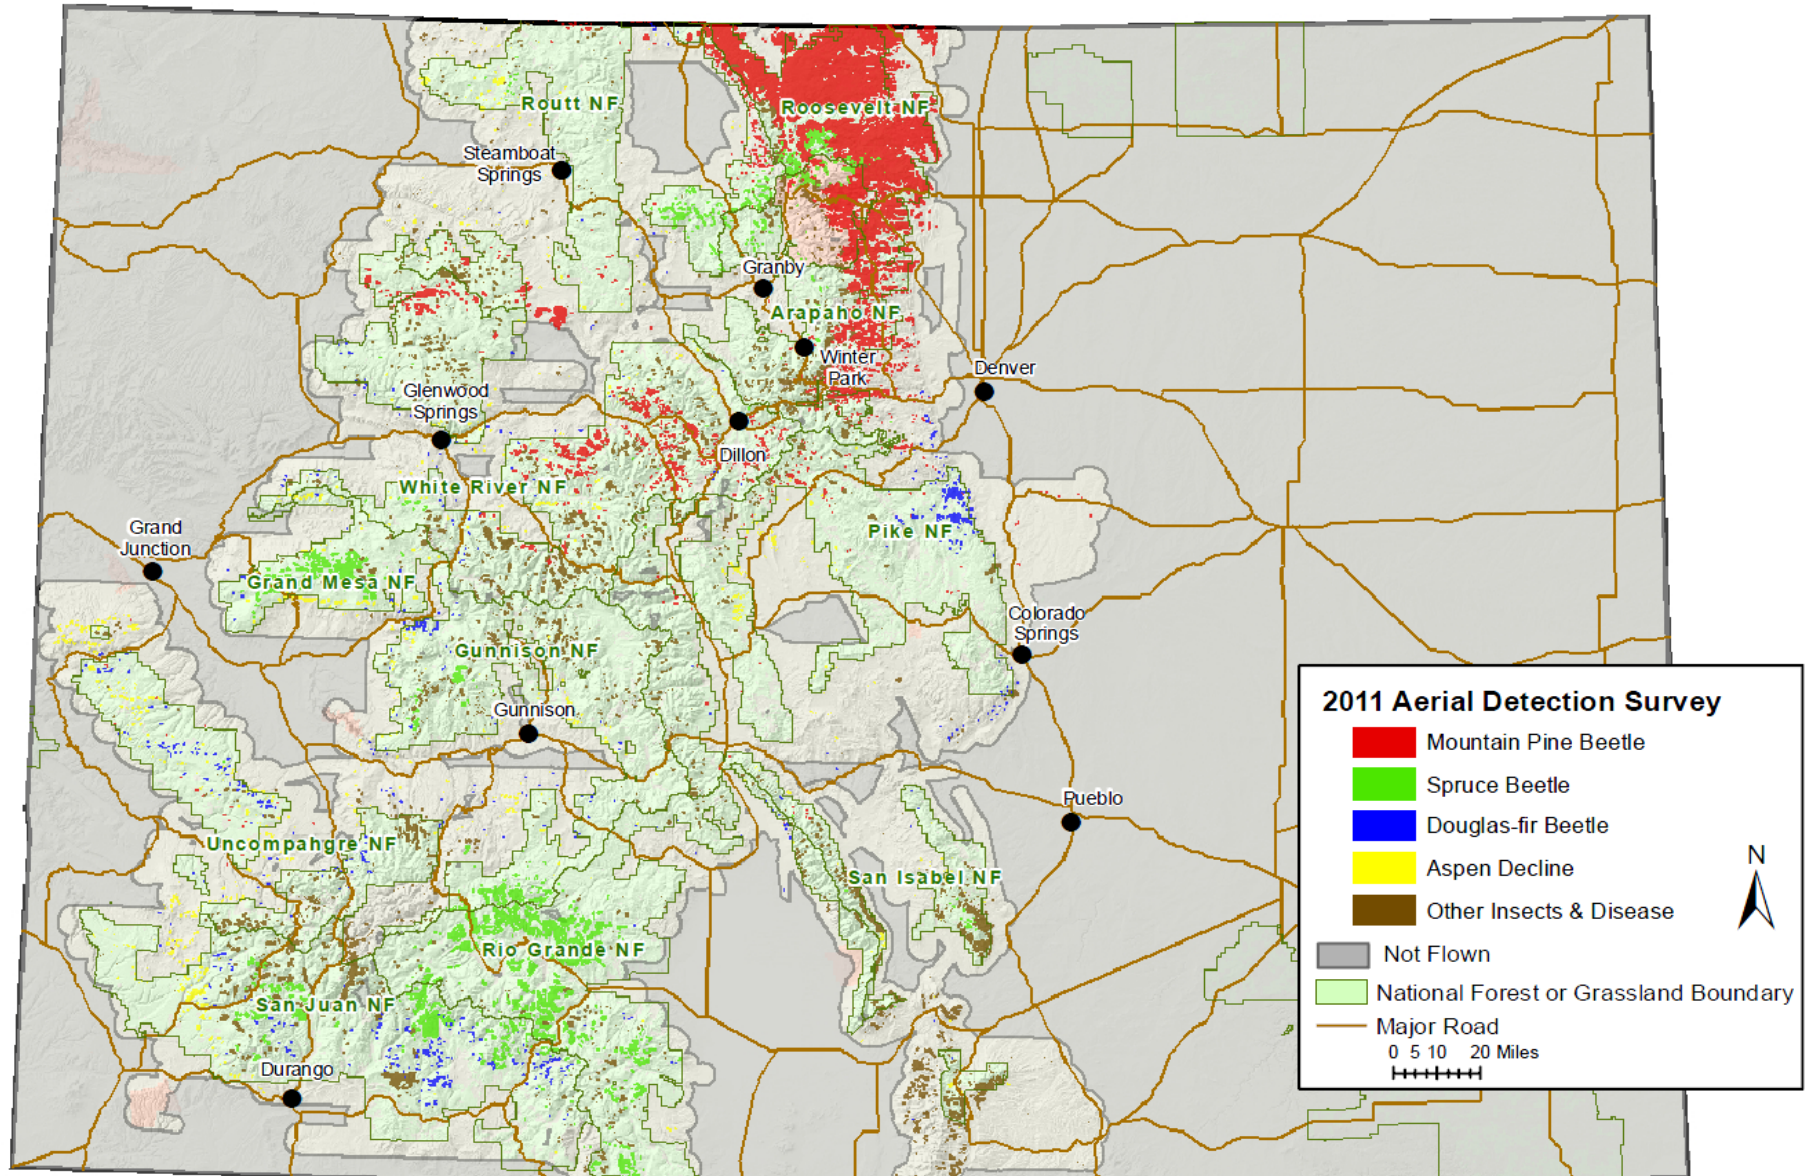 Routt NF
Roosevelt NF
Steamboat
Springs
Granby
Arapaho NF
Winter
Park
Denver
Glenwood
Springs
Dillon
White River NF
Pike NF
Grand
Junction
Grand Mesa NF
Colorado
Springs
Gunnison NF
Gunnison
Pueblo
Uncompahgre NF
San Isabel NF
Rio Grande NF
San Juan NF
Durango
2011 Aerial Detection Survey
Mountain Pine Beetle
Spruce Beetle
Douglas-fir Beetle
Aspen Decline
Other Insects & Disease
N
Not Flown
National Forest or Grassland Boundary
Major Road
0 5 10 20 Miles